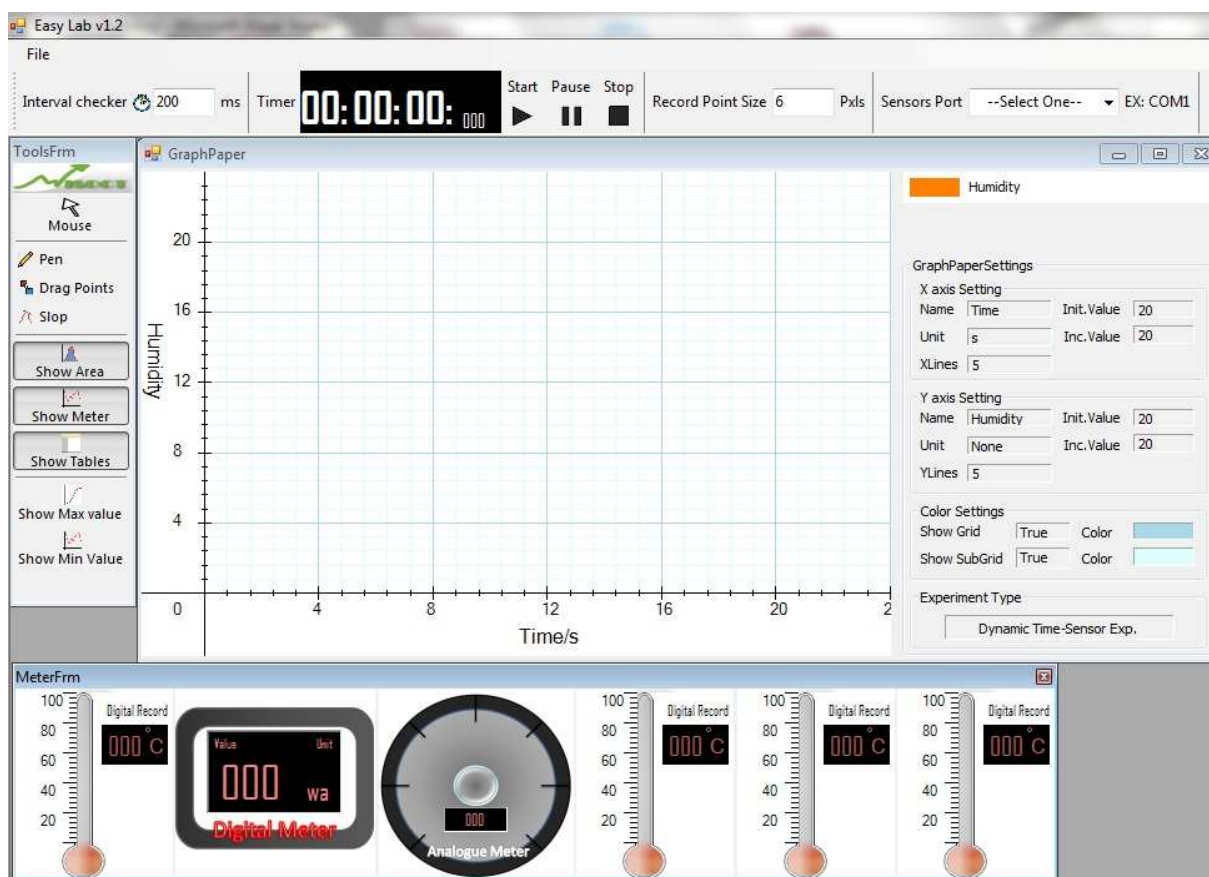 Easy Lab v1.2
File
Interval checker 200 ms Timer 00:00:00: 000 Start Pause Stop Record Point Size 6 Pxls Sensors Port --Select One-- EX: COM1
ToolsFrm
Mouse
Pen
Drag Points
Slop
Show Area
Show Meter
Show Tables
Show Max value
Show Min Value
GraphPaper
20
16
12
8
4
Humidity
0 4 8 12 16 20 2
Time/s
Humidity
GraphPaperSettings
X axis Setting
Name Time Init.Value 20
Unit s Inc.Value 20
XLines 5
Y axis Setting
Name Humidity Init.Value 20
Unit None Inc.Value 20
YLines 5
Color Settings
Show Grid True Color
Show SubGrid True Color
Experiment Type
Dynamic Time-Sensor Exp.
MeterFrm
100
80
60
40
20
Digital Record
000°C
Value Unit
000 wa
Digital Meter
000
Analogue Meter
100
80
60
40
20
Digital Record
000°C
100
80
60
40
20
Digital Record
000°C
100
80
60
40
20
Digital Record
000°C